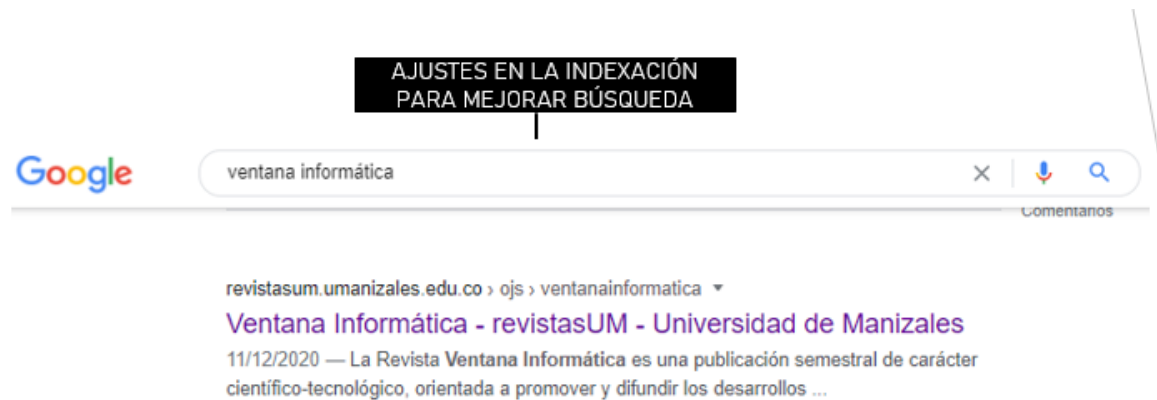 AJUSTES EN LA INDEXACIÓN
PARA MEJORAR BÚSQUEDA
Google
ventana informática
Comentarios
revistasum.umanizales.edu.co › ojs › ventanainformatica
Ventana Informática - revistasUM - Universidad de Manizales
11/12/2020 — La Revista Ventana Informática es una publicación semestral de carácter
científico-tecnológico, orientada a promover y difundir los desarrollos ...